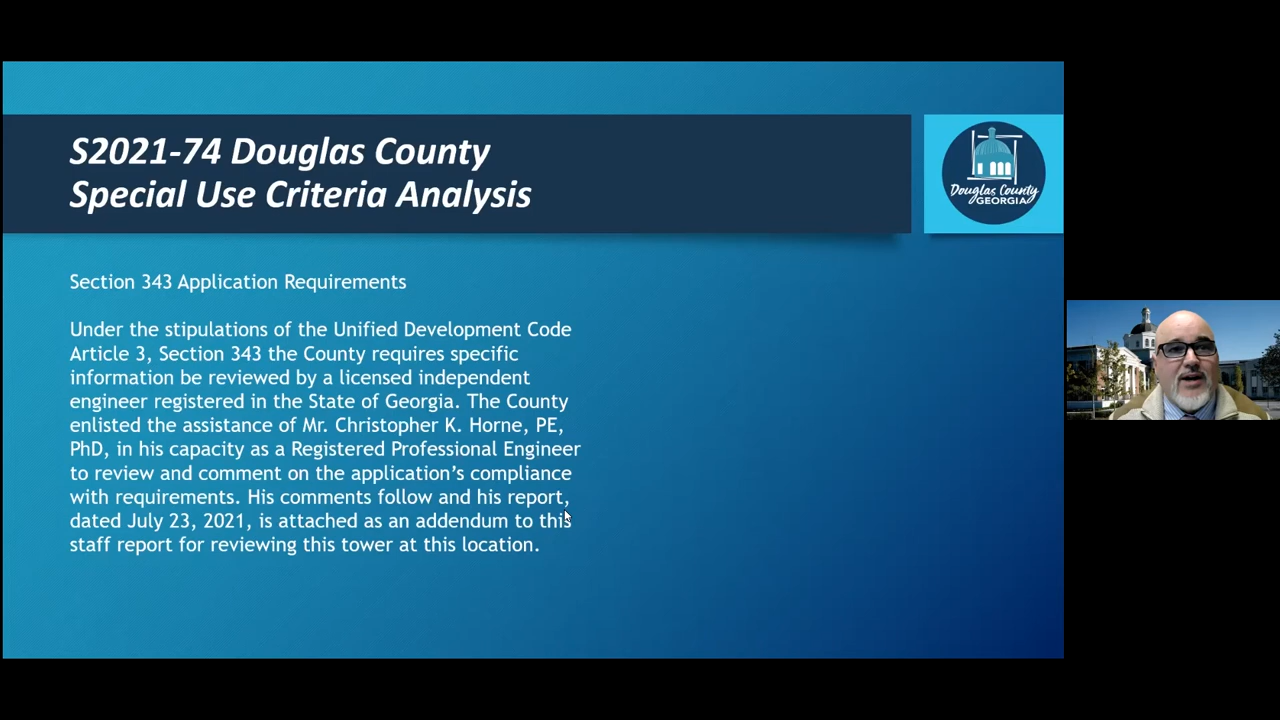 S2021-74 Douglas County
Special Use Criteria Analysis
Douglas County
GEORGIA
Section 343 Application Requirements
Under the stipulations of the Unified Development Code
Article 3, Section 343 the County requires specific
information be reviewed by a licensed independent
engineer registered in the State of Georgia. The County
enlisted the assistance of Mr. Christopher K. Horne, PE,
PhD, in his capacity as a Registered Professional Engineer
to review and comment on the application's compliance
with requirements. His comments follow and his report,
dated July 23, 2021, is attached as an addendum to this
staff report for reviewing this tower at this location.